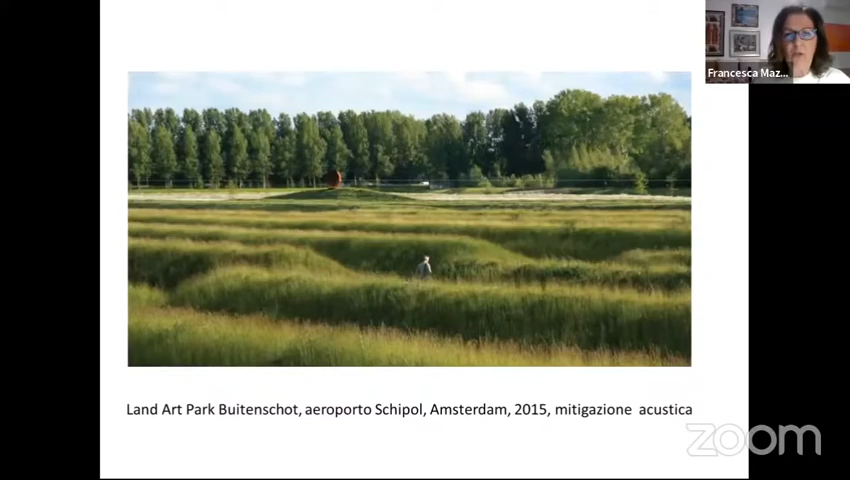 Francesca Maz...
Land Art Park Buitenschot, aeroporto Schipol, Amsterdam, 2015, mitigazione acustica
zoom